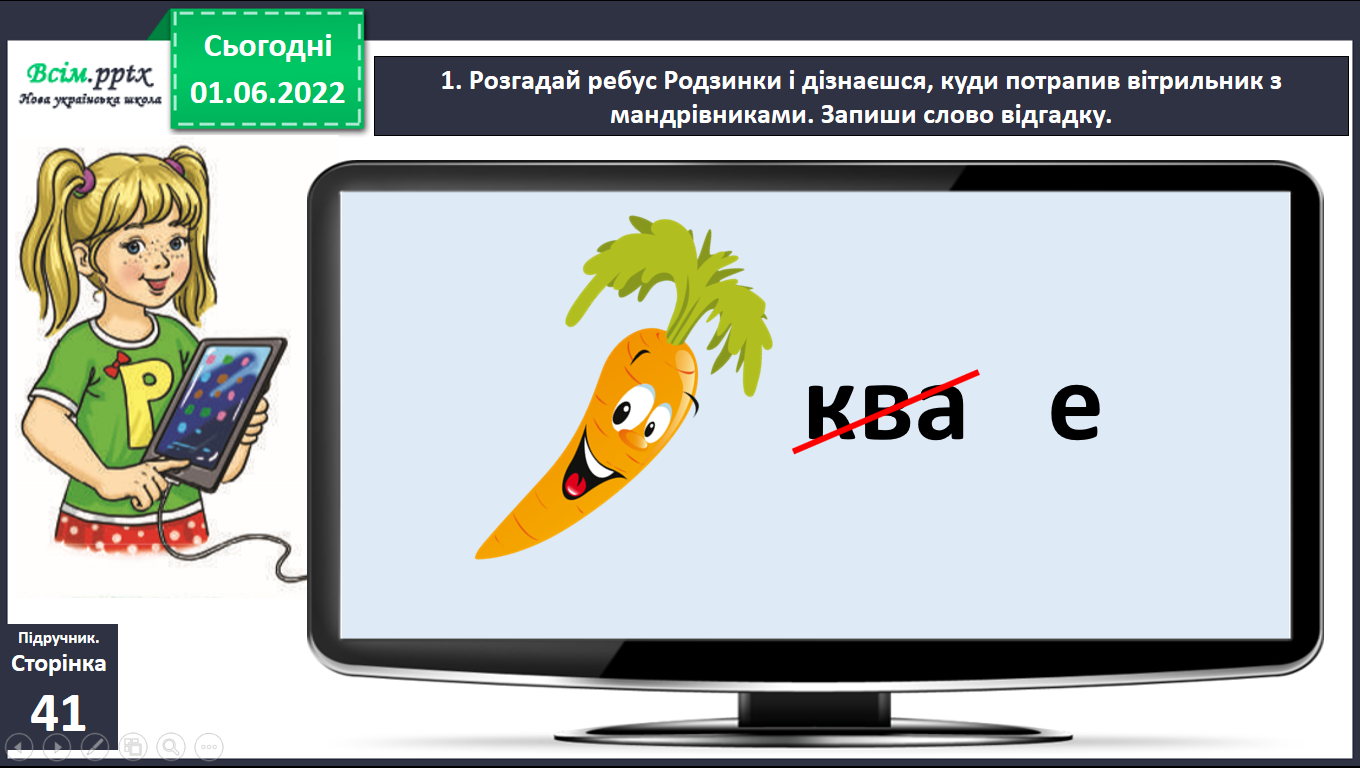 Всім.pptx
Нова українська школа
Сьогодні
01.06.2022
1. Розгадай ребус Родзинки і дізнаєшся, куди потрапив вітрильник з
мандрівниками. Запиши слово відгадку.
Р
ква е
Підручник.
Сторінка
41